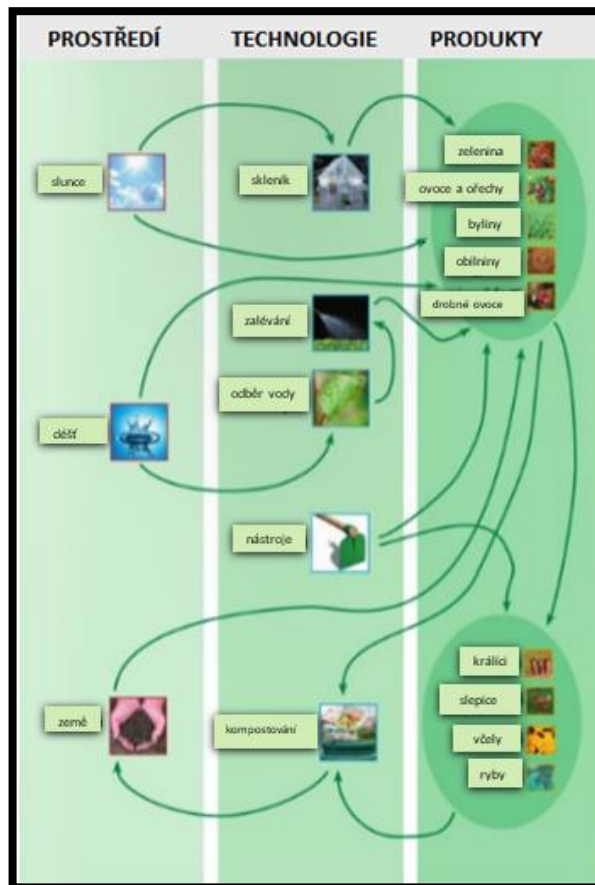 PROSTŘEDÍ
TECHNOLOGIE
PRODUKTY
slunce
skleník
zelenina
ovoce a ořechy
byliny
obilniny
drobné ovoce
zalévání
odběr vody
déšť
nástroje
králíci
slepice
včely
ryby
země
kompostování